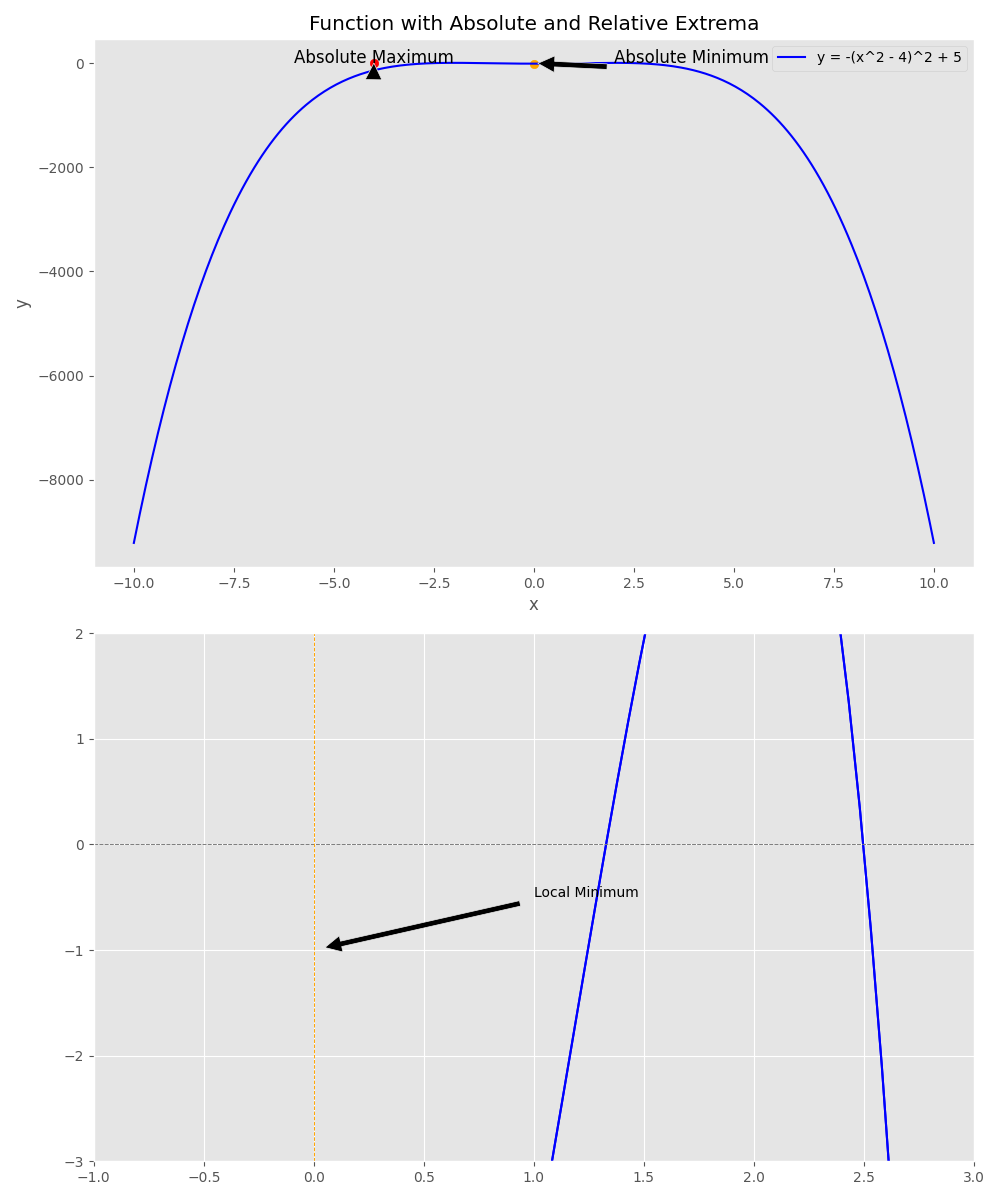 Function with Absolute and Relative Extrema
Absolute Maximum
Absolute Minimum
y = -(x^2 - 4)^2 + 5
0
−2000
−4000
−6000
−8000
y
−10.0 −7.5 −5.0 −2.5 0.0 2.5 5.0 7.5 10.0
x
2
1
0
−1
−2
−3
Local Minimum
−1.0 −0.5 0.0 0.5 1.0 1.5 2.0 2.5 3.0